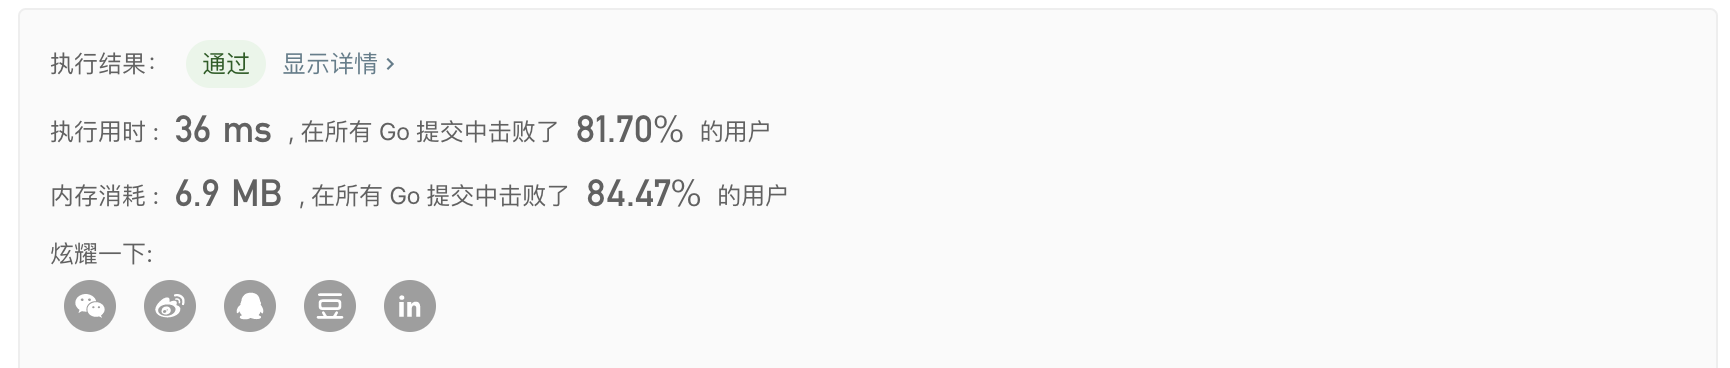 执行结果： 通过 显示详情 ›
执行用时 : 36 ms , 在所有 Go 提交中击败了 81.70% 的用户
内存消耗 : 6.9 MB , 在所有 Go 提交中击败了 84.47% 的用户
炫耀一下:
豆 in